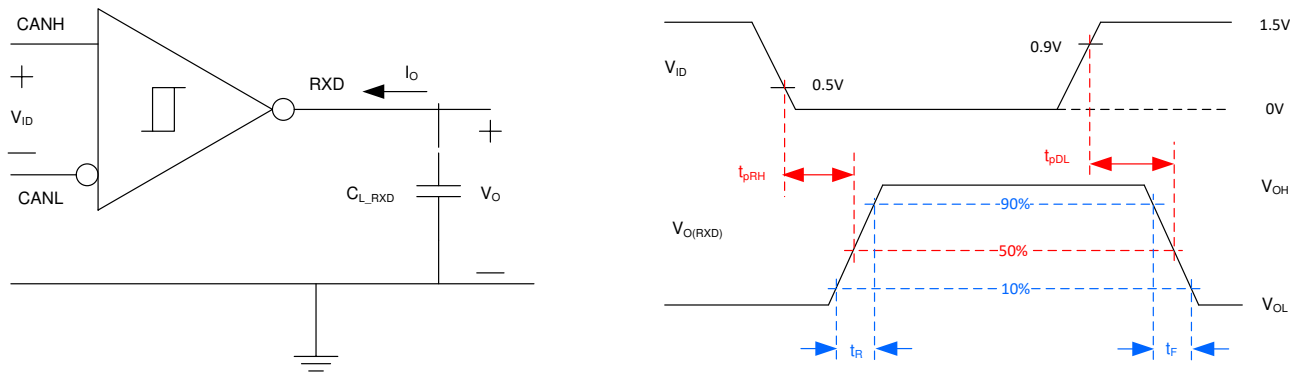 CANH
+
V_ID
—
CANL
RXD
I_O
C_L_RXD
+
V_O
—
V_ID
0.5V
0.9V
1.5V
0V
t_pRH
t_pDL
V_O(RXD)
90%
50%
10%
V_OH
V_OL
t_R
t_F